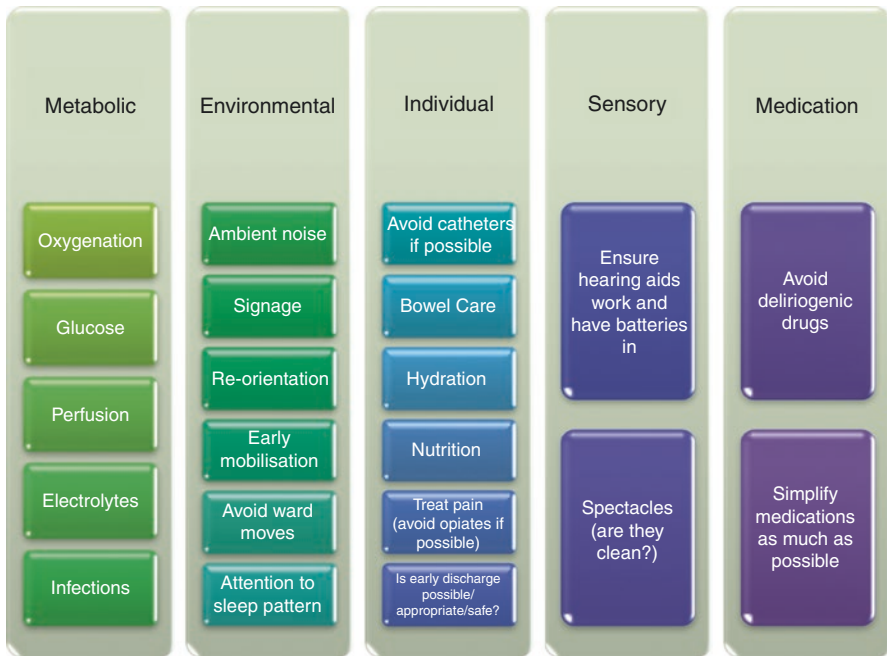 Metabolic
Oxygenation
Glucose
Perfusion
Electrolytes
Infections
Environmental
Ambient noise
Signage
Re-orientation
Early
mobilisation
Avoid ward
moves
Attention to
sleep pattern
Individual
Avoid catheters
if possible
Bowel Care
Hydration
Nutrition
Treat pain
(avoid opiates if
possible)
Is early discharge
possible/
appropriate/safe?
Sensory
Ensure
hearing aids
work and
have batteries
in
Spectacles
(are they
clean?)
Medication
Avoid
deliriogenic
drugs
Simplify
medications
as much as
possible